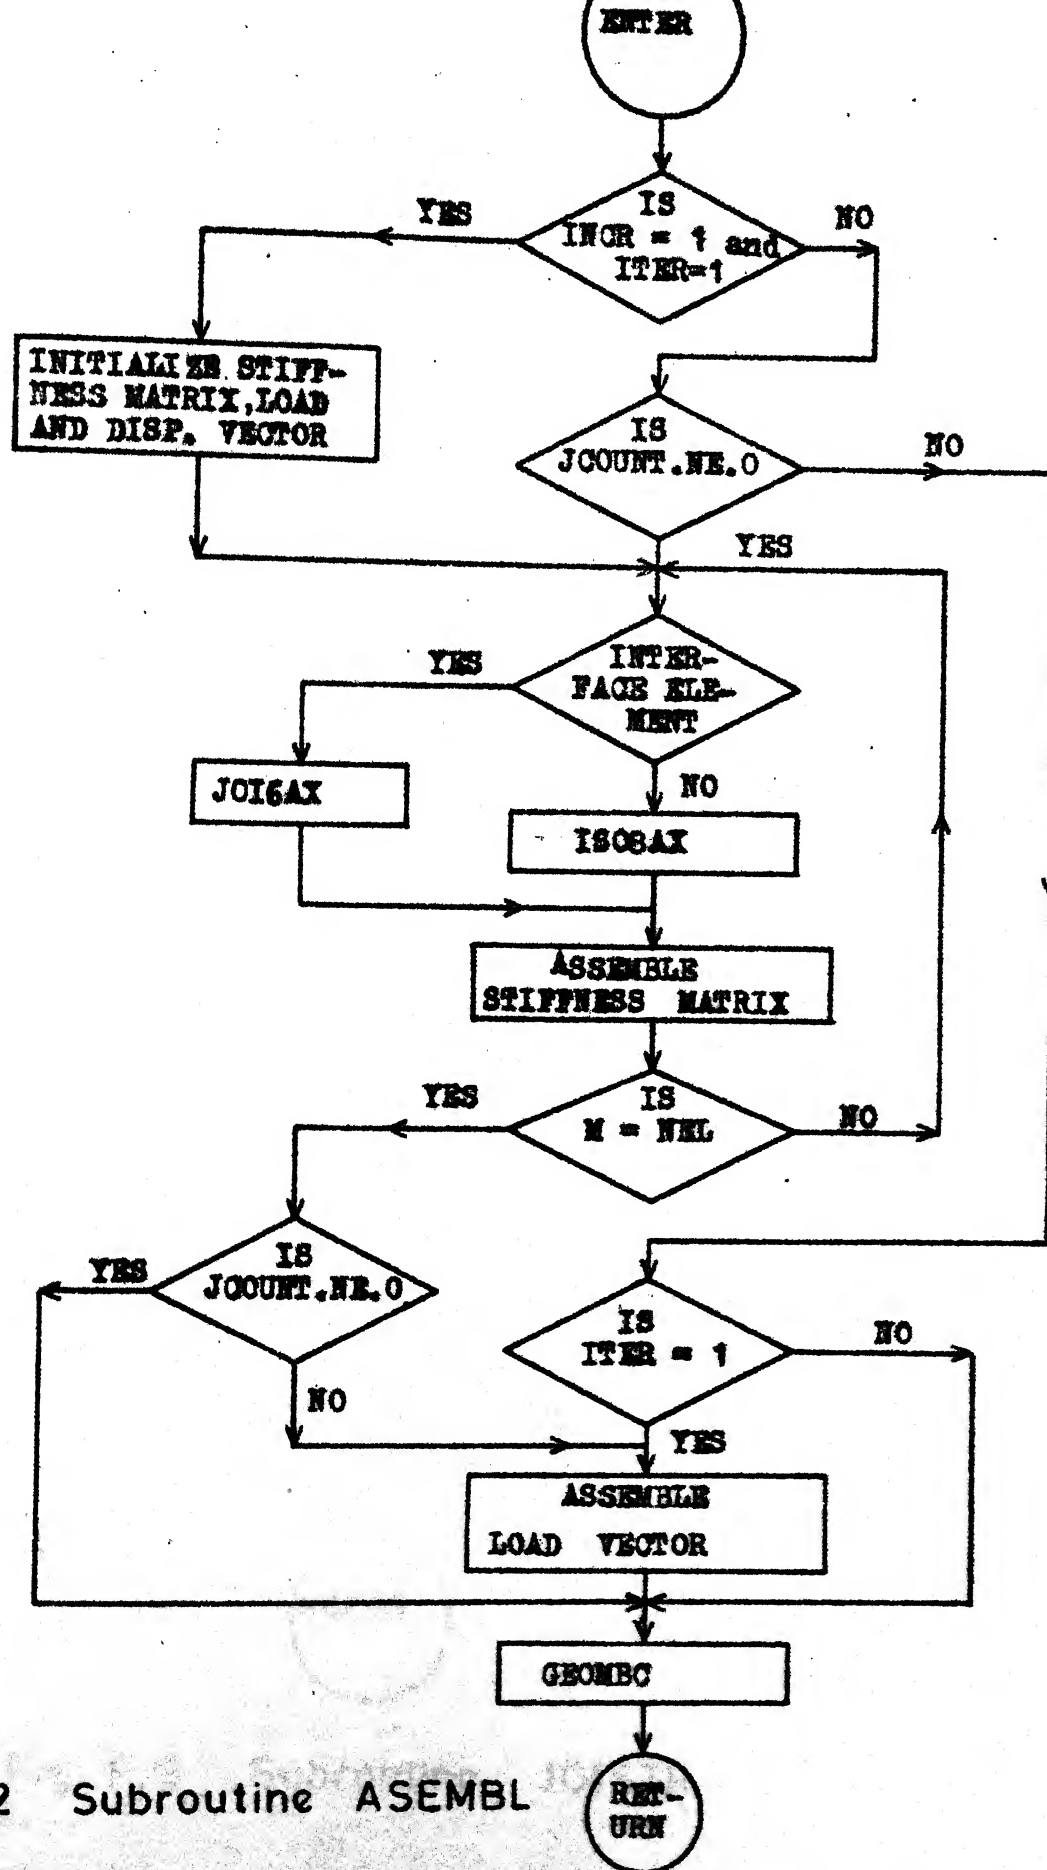 ENTER
IS
INCR = 1 and
ITER=1
YES
NO
INITIALIZE STIFF-
NESS MATRIX,LOAD
AND DISP. VECTOR
IS
JCOUNT.NE.0
NO
YES
INTER-
FACE ELE-
MENT
YES
NO
JOI6AX
ISO8AX
ASSEMBLE
STIFFNESS MATRIX
IS
M = NEL
YES
NO
IS
JCOUNT.NE.0
YES
NO
IS
ITER = 1
NO
YES
ASSEMBLE
LOAD VECTOR
GEOMBC
RET-
URN
2 Subroutine ASEMBL